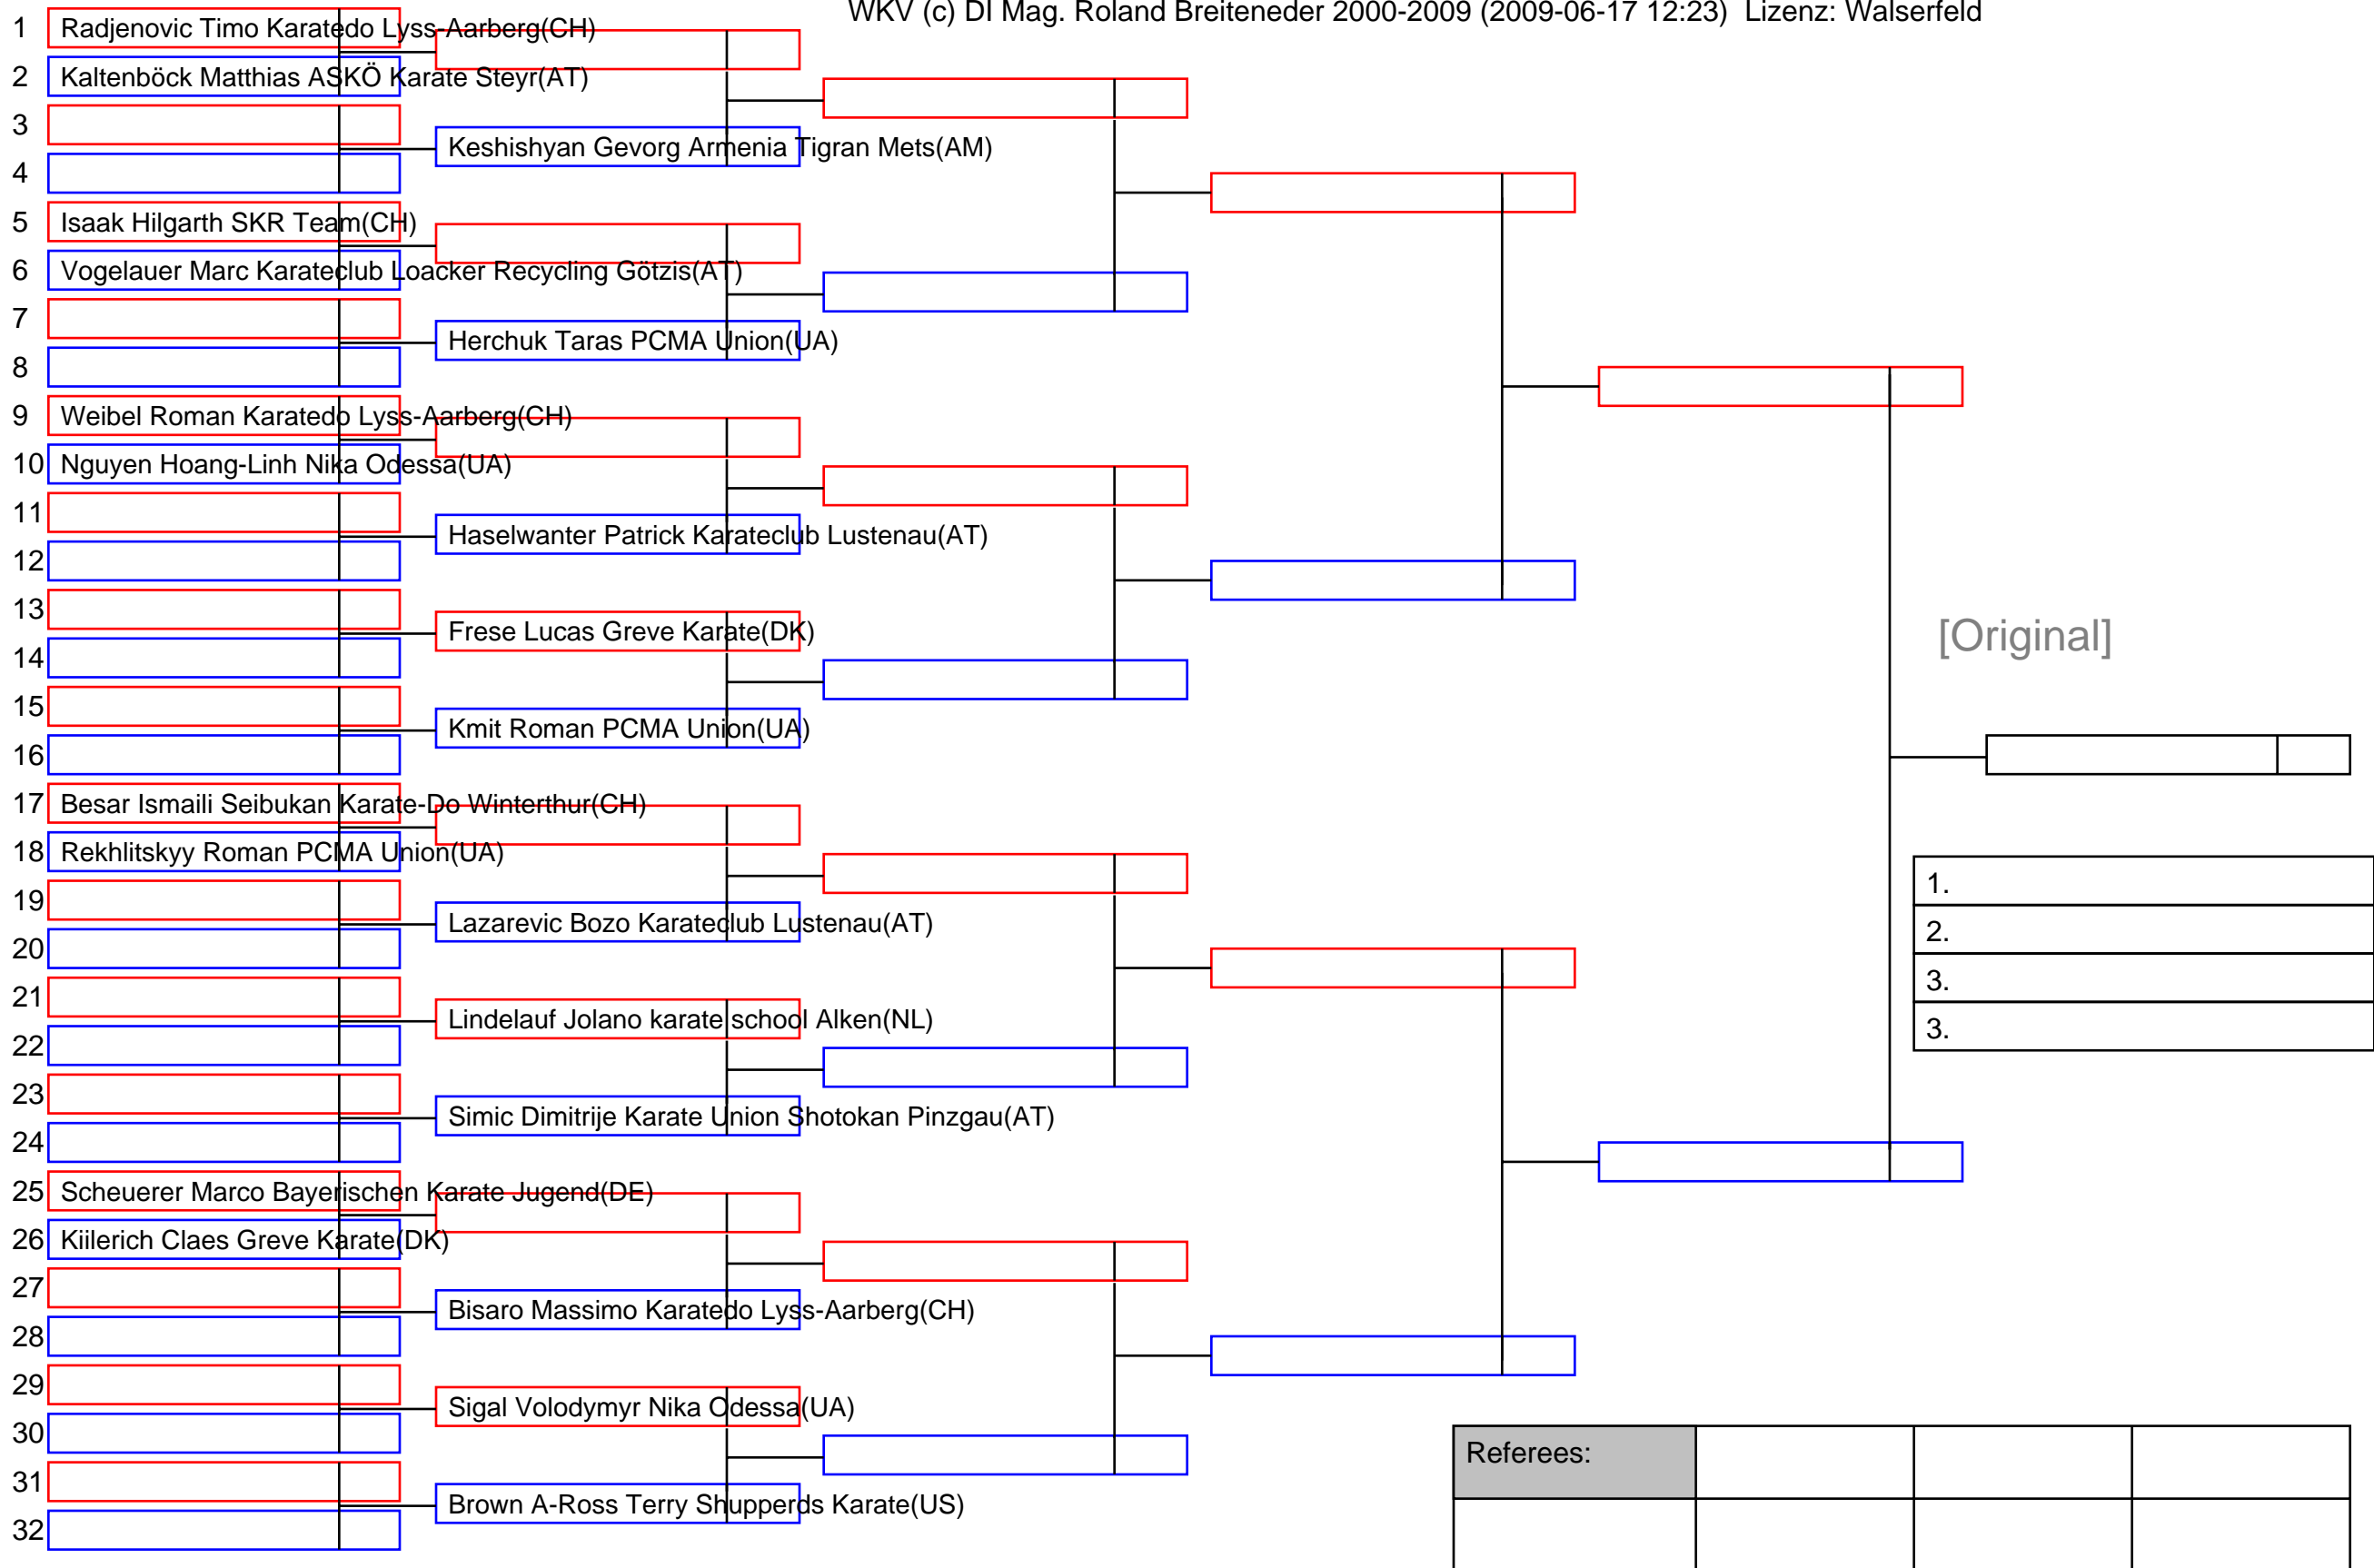 WKV (c) DI Mag. Roland Breiteneder 2000-2009 (2009-06-17 12:23) Lizenz: Walserfeld
1 Radjenovic Timo Karatedo Lyss-Aarberg(CH)
2 Kaltenböck Matthias ASKÖ Karate Steyr(AT)
3
Keshishyan Gevorg Armenia Tigran Mets(AM)
4
5 Isaak Hilgarth SKR Team(CH)
6 Vogelauer Marc Karateclub Loacker Recycling Götzis(AT)
7
Herchuk Taras PCMA Union(UA)
8
9 Weibel Roman Karatedo Lyss-Aarberg(CH)
10 Nguyen Hoang-Linh Nika Odessa(UA)
11
Haselwanter Patrick Karateclub Lustenau(AT)
12
13
Frese Lucas Greve Karate(DK)
[Original]
14
15
Kmit Roman PCMA Union(UA)
16
17 Besar Ismaili Seibukan Karate-Do Winterthur(CH)
18 Rekhlitskyy Roman PCMA Union(UA)
1.
19
Lazarevic Bozo Karateclub Lustenau(AT)
2.
20
3.
21
Lindelauf Jolano karate school Alken(NL)
3.
22
23
Simic Dimitrije Karate Union Shotokan Pinzgau(AT)
24
25 Scheuerer Marco Bayerischen Karate Jugend(DE)
26 Kiilerich Claes Greve Karate(DK)
27
Bisaro Massimo Karatedo Lyss-Aarberg(CH)
28
29
Sigal Volodymyr Nika Odessa(UA)
30
Referees:
31
Brown A-Ross Terry Shupperds Karate(US)
32